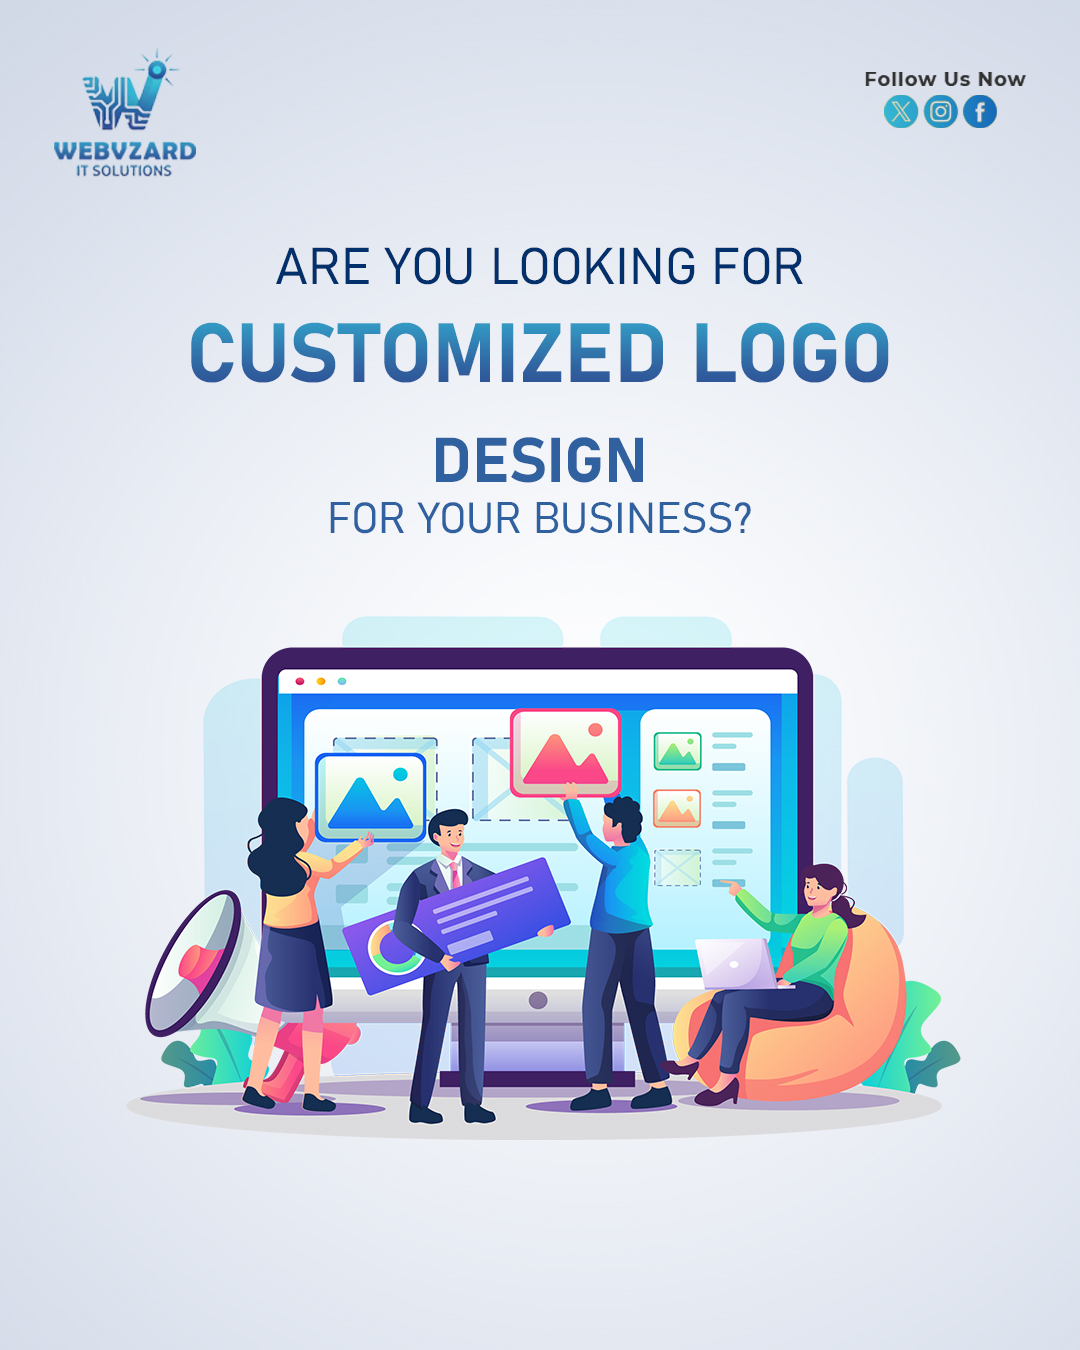 WEBVZARD
IT SOLUTIONS
Follow Us Now
ARE YOU LOOKING FOR
CUSTOMIZED LOGO
DESIGN
FOR YOUR BUSINESS?